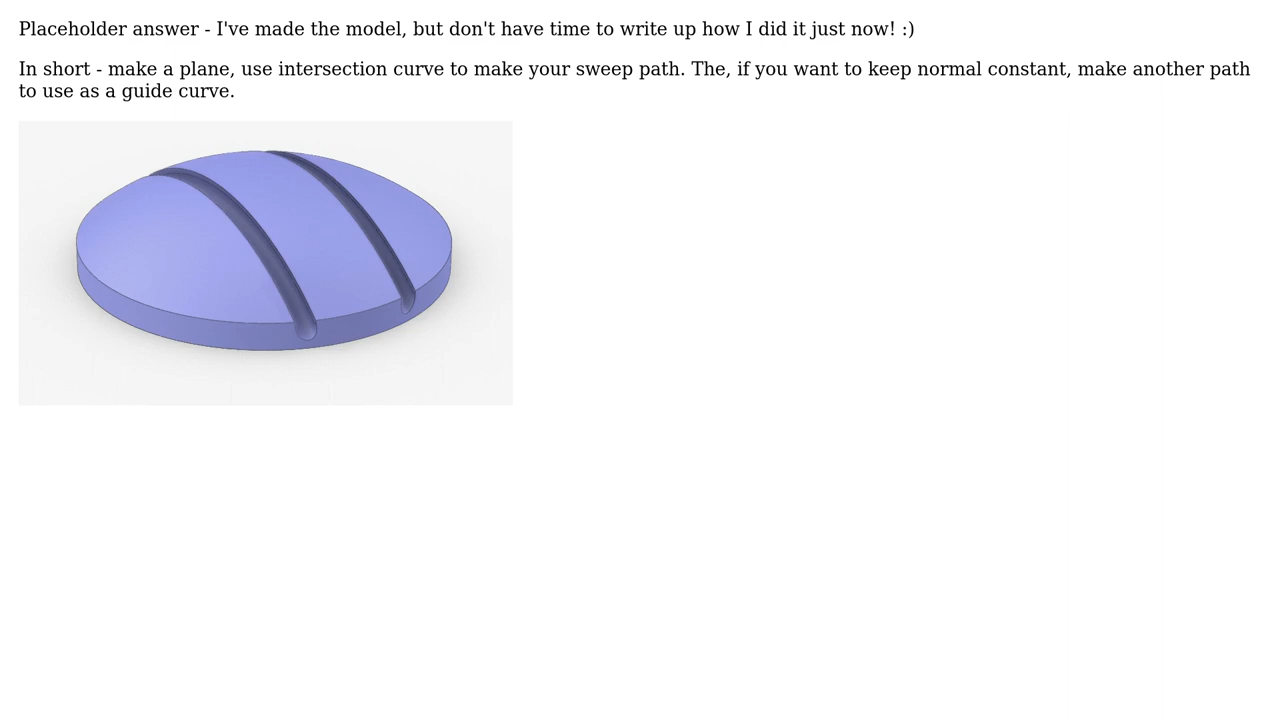 Placeholder answer - I've made the model, but don't have time to write up how I did it just now! :)
In short - make a plane, use intersection curve to make your sweep path. The, if you want to keep normal constant, make another path
to use as a guide curve.